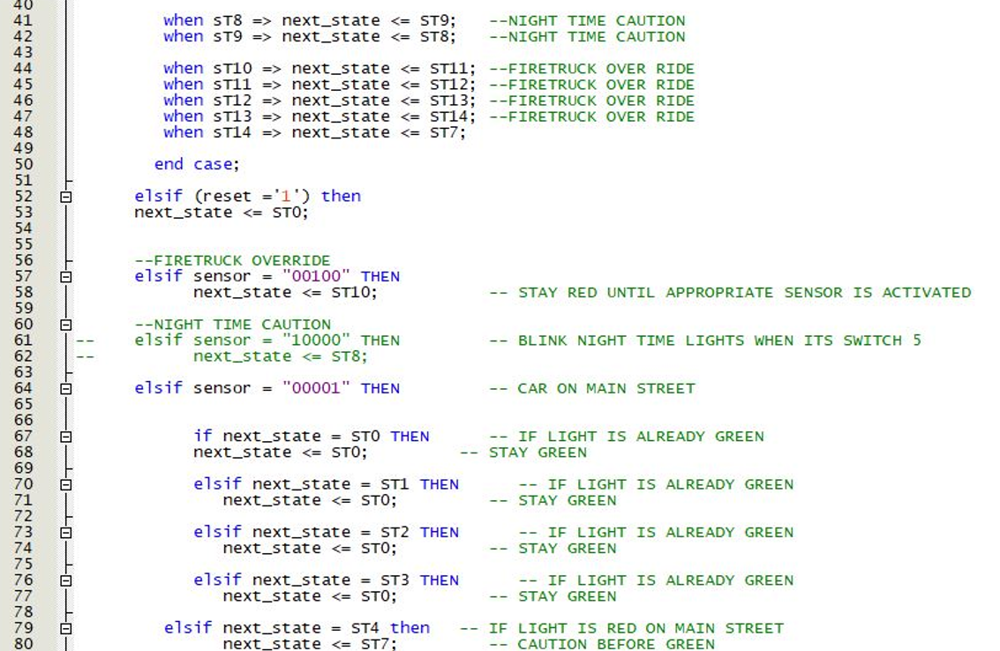 40
41 when sT8 => next_state <= ST9; --NIGHT TIME CAUTION
42 when sT9 => next_state <= ST8; --NIGHT TIME CAUTION
43
44 when sT10 => next_state <= ST11; --FIRETRUCK OVER RIDE
45 when sT11 => next_state <= ST12; --FIRETRUCK OVER RIDE
46 when sT12 => next_state <= ST13; --FIRETRUCK OVER RIDE
47 when sT13 => next_state <= ST14; --FIRETRUCK OVER RIDE
48 when sT14 => next_state <= ST7;
49
50 end case;
51
52 elsif (reset ='1') then
53 next_state <= ST0;
54
55
56 --FIRETRUCK OVERRIDE
57 elsif sensor = "00100" THEN
58 next_state <= ST10; -- STAY RED UNTIL APPROPRIATE SENSOR IS ACTIVATED
59
60 --NIGHT TIME CAUTION
61 -- elsif sensor = "10000" THEN -- BLINK NIGHT TIME LIGHTS WHEN ITS SWITCH 5
62 -- next_state <= ST8;
63
64 elsif sensor = "00001" THEN -- CAR ON MAIN STREET
65
66
67 if next_state = ST0 THEN -- IF LIGHT IS ALREADY GREEN
68 next_state <= ST0; -- STAY GREEN
69
70 elsif next_state = ST1 THEN -- IF LIGHT IS ALREADY GREEN
71 next_state <= ST0; -- STAY GREEN
72
73 elsif next_state = ST2 THEN -- IF LIGHT IS ALREADY GREEN
74 next_state <= ST0; -- STAY GREEN
75
76 elsif next_state = ST3 THEN -- IF LIGHT IS ALREADY GREEN
77 next_state <= ST0; -- STAY GREEN
78
79 elsif next_state = ST4 then -- IF LIGHT IS RED ON MAIN STREET
80 next_state <= ST7; -- CAUTION BEFORE GREEN